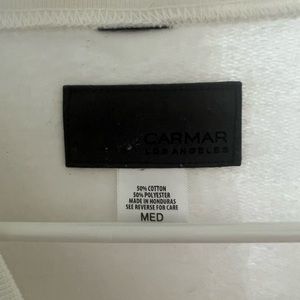 CARMAR
LOS ANGELES
50% COTTON
50% POLYESTER
MADE IN HONDURAS
SEE REVERSE FOR CARE
MED